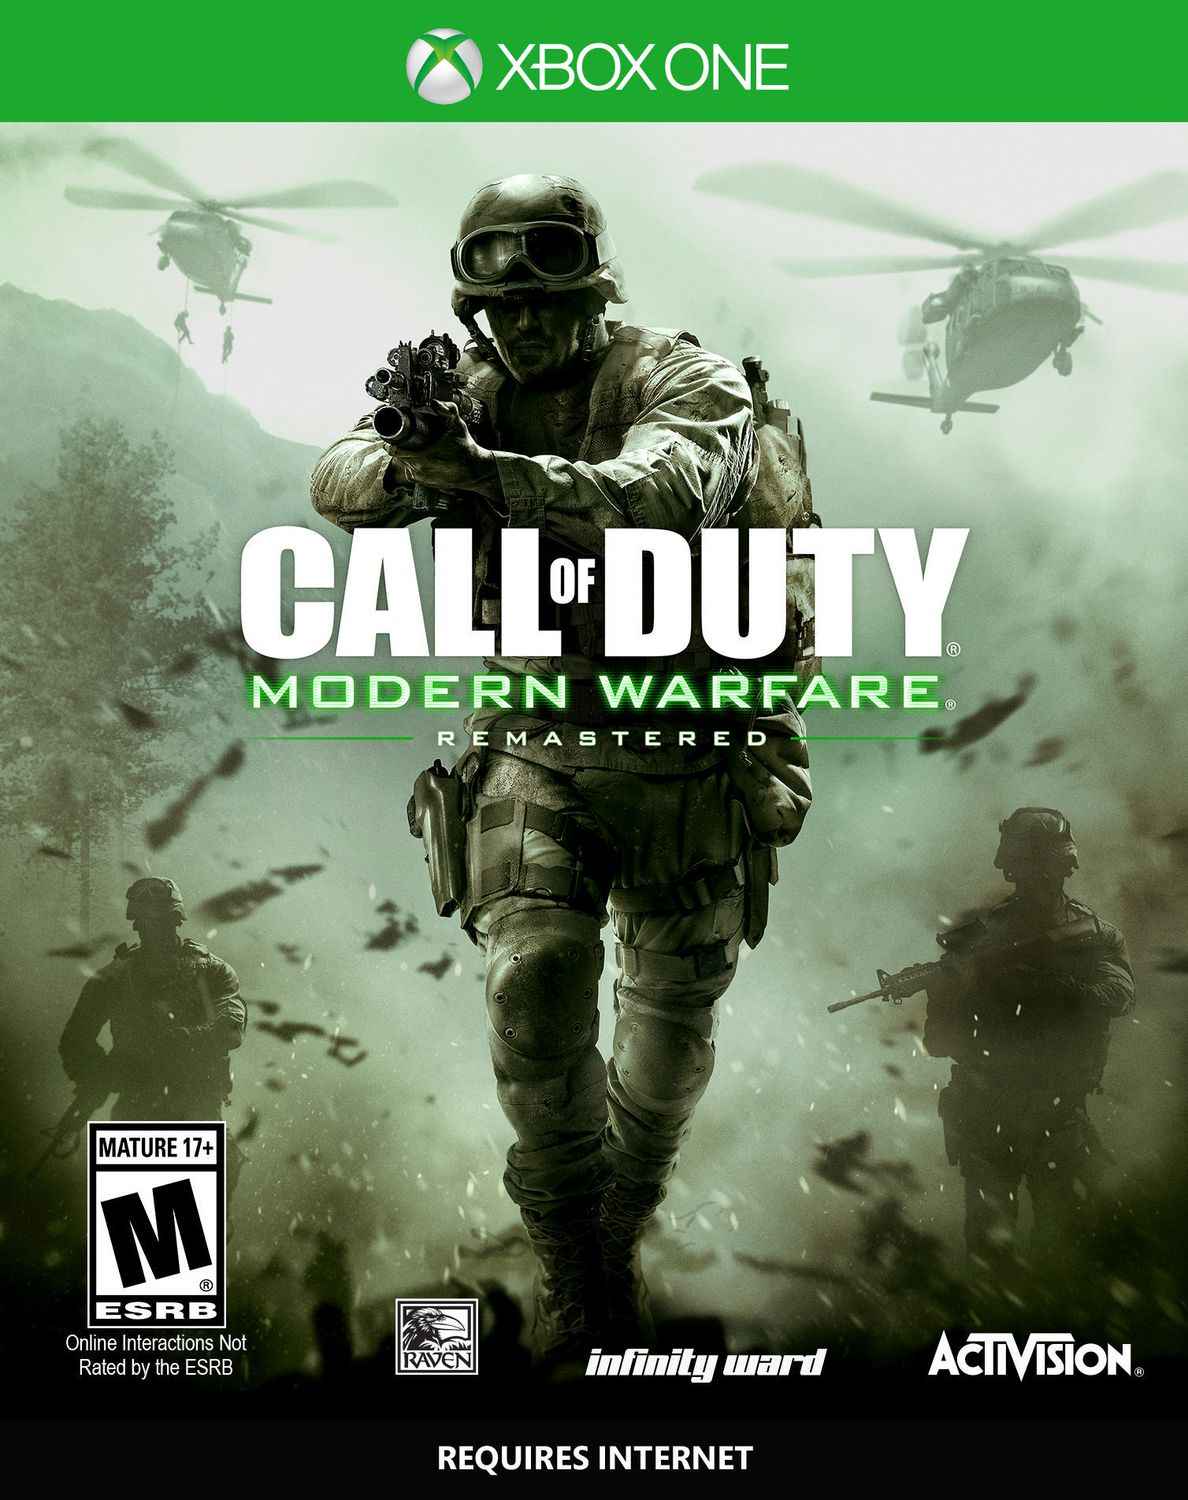 XBOX ONE
CALL OF DUTY®
MODERN WARFARE®
REMASTERED
MATURE 17+
M®
ESRB
Online Interactions Not
Rated by the ESRB
RAVEN
infinity ward
ACTIVISION®
REQUIRES INTERNET